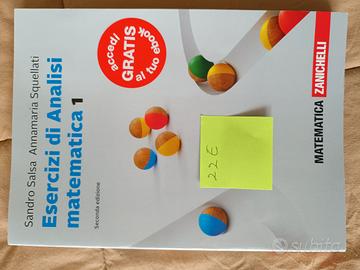 Sandro Salsa Annamaria Squellati
Esercizi di Analisi
matematica 1
Seconda edizione
accedi
GRATIS
al tuo ebook
22€
MATEMATICA
ZANICHELLI
subito